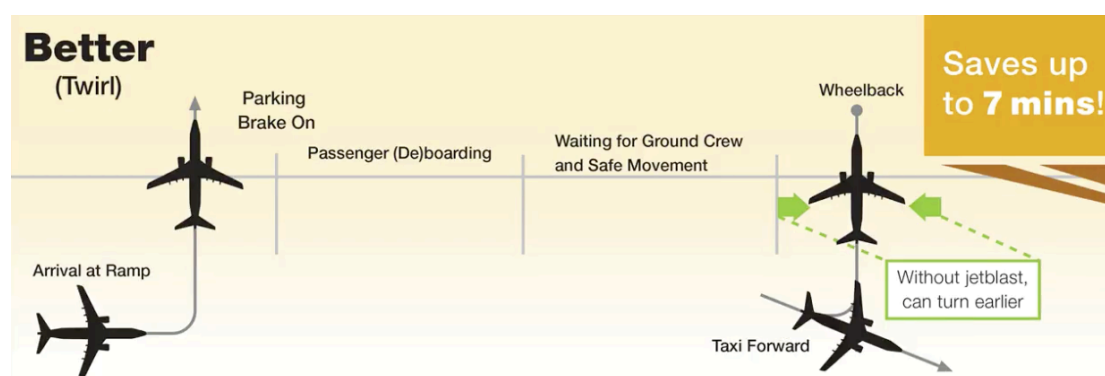 Better
(Twirl)
Saves up
to 7 mins!
Parking
Brake On
Passenger (De)boarding
Waiting for Ground Crew
and Safe Movement
Wheelback
Arrival at Ramp
Without jetblast,
can turn earlier
Taxi Forward